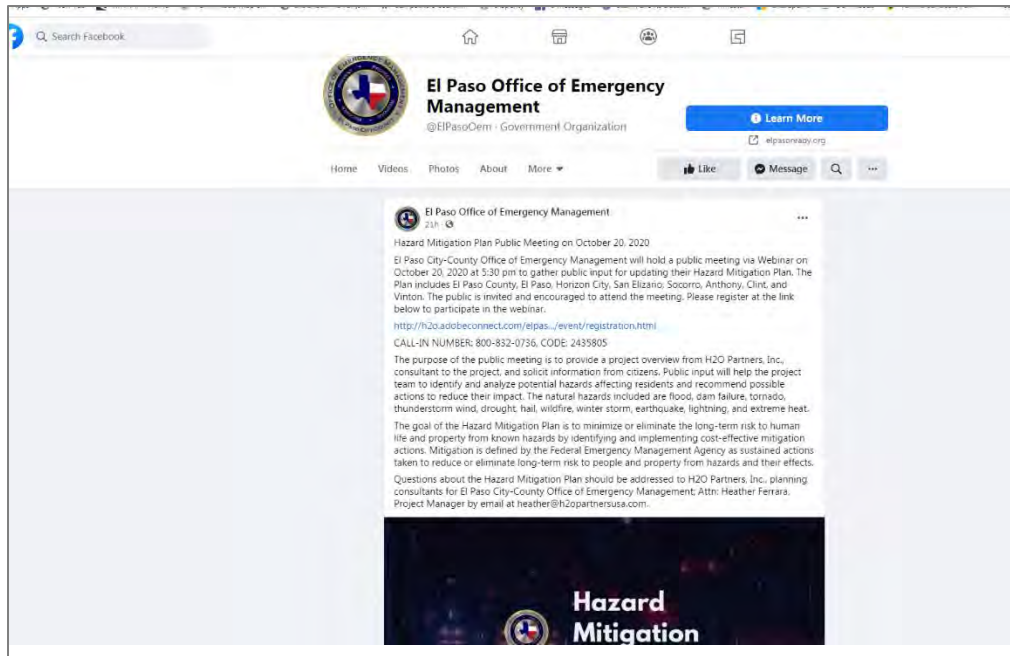 Search Facebook
El Paso Office of Emergency
Management
@ElPasoOem · Government Organization
Learn More
elpasoready.org
Home Videos Photos About More
Like Message
El Paso Office of Emergency Management
21h
Hazard Mitigation Plan Public Meeting on October 20, 2020
El Paso City-County Office of Emergency Management will hold a public meeting via Webinar on
October 20, 2020 at 5:30 pm to gather public input for updating their Hazard Mitigation Plan. The
Plan includes El Paso County, El Paso, Horizon City, San Elizario, Socorro, Anthony, Clint, and
Vinton. The public is invited and encouraged to attend the meeting. Please register at the link
below to participate in the webinar.
http://h2o.adobeconnect.com/elpas.../event/registration.html
CALL-IN NUMBER: 800-832-0736, CODE: 2435805
The purpose of the public meeting is to provide a project overview from H2O Partners, Inc.,
consultant to the project, and solicit information from citizens. Public input will help the project
team to identify and analyze potential hazards affecting residents and recommend possible
actions to reduce their impact. The natural hazards included are flood, dam failure, tornado,
thunderstorm wind, drought, hail, wildfire, winter storm, earthquake, lightning, and extreme heat.
The goal of the Hazard Mitigation Plan is to minimize or eliminate the long-term risk to human
life and property from known hazards by identifying and implementing cost-effective mitigation
actions. Mitigation is defined by the Federal Emergency Management Agency as sustained actions
taken to reduce or eliminate long-term risk to people and property from hazards and their effects.
Questions about the Hazard Mitigation Plan should be addressed to H2O Partners, Inc., planning
consultants for El Paso City-County Office of Emergency Management; Attn: Heather Ferrara,
Project Manager by email at heather@h2opartnersusa.com.
Hazard
Mitigation